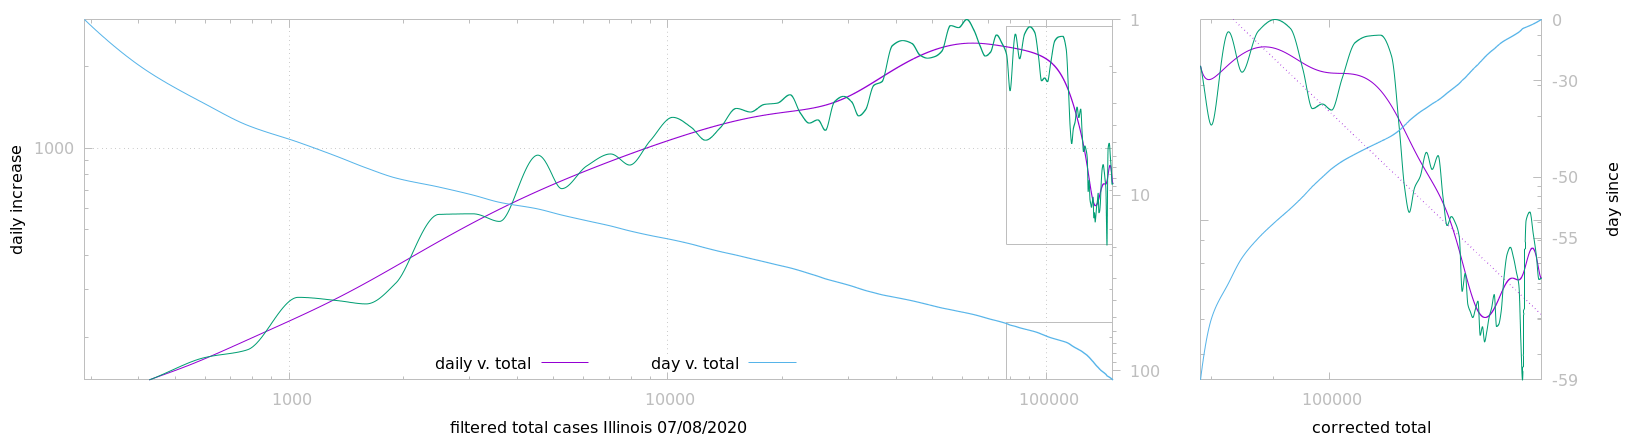 daily increase
1000
daily v. total
day v. total
1000
10000
100000
filtered total cases Illinois 07/08/2020
1
10
100
100000
corrected total
0
-30
-50
-55
-59
day since